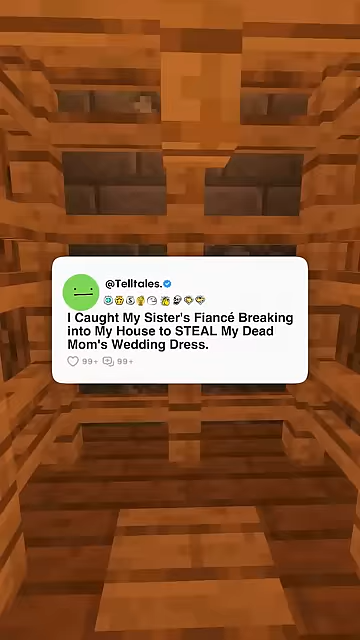 @Telltales.
I Caught My Sister's Fiancé Breaking
into My House to STEAL My Dead
Mom's Wedding Dress.
99+ 99+